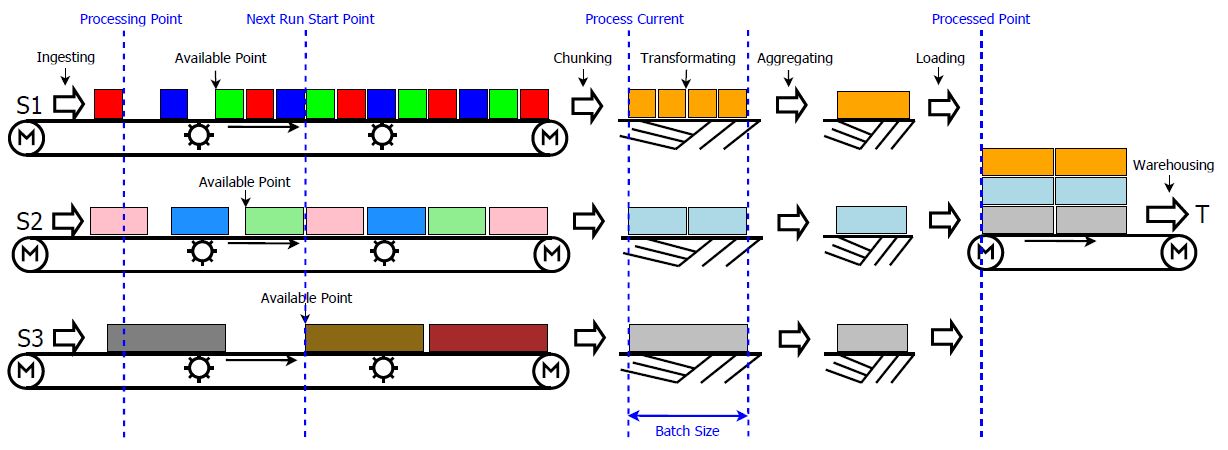 Processing Point
Next Run Start Point
Process Current
Processed Point
Ingesting
Available Point
Chunking
Transformating
Aggregating
Loading
S1
M
M
Available Point
Warehousing
S2
T
M
M
M
M
Available Point
S3
M
M
Batch Size